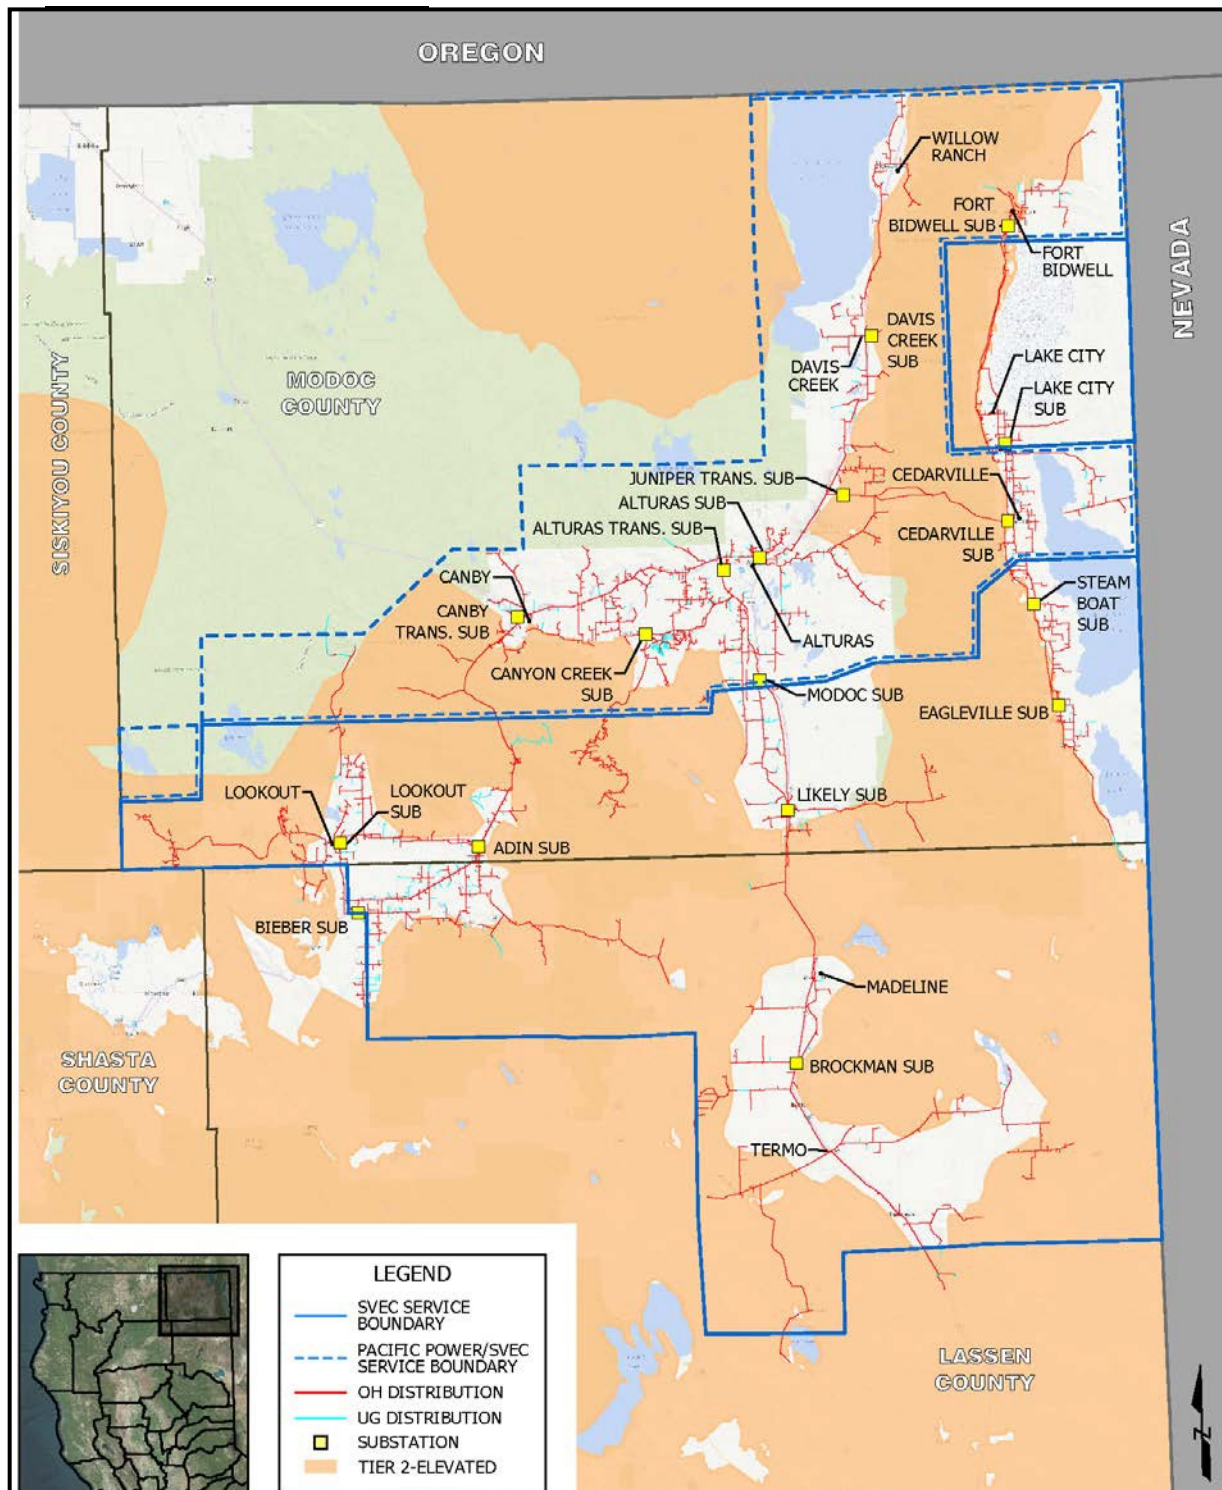 OREGON
WILLOW
RANCH
FORT
BIDWELL SUB
FORT
BIDWELL
NEVADA
DAVIS
CREEK
SUB
DAVIS
CREEK
LAKE CITY
LAKE CITY
SUB
MODOC
COUNTY
SISKIYOU COUNTY
JUNIPER TRANS. SUB
ALTURAS SUB
ALTURAS TRANS. SUB
CEDARVILLE
CEDARVILLE
SUB
CANBY
CANBY
TRANS. SUB
STEAM
BOAT
SUB
ALTURAS
CANYON CREEK
SUB
MODOC SUB
EAGLEVILLE SUB
LOOKOUT
LOOKOUT
SUB
LIKELY SUB
ADIN SUB
BIEBER SUB
MADELINE
SHASTA
COUNTY
BROCKMAN SUB
TERMO
LASSEN
COUNTY
LEGEND
SVEC SERVICE
BOUNDARY
PACIFIC POWER/SVEC
SERVICE BOUNDARY
OH DISTRIBUTION
UG DISTRIBUTION
SUBSTATION
TIER 2-ELEVATED
N